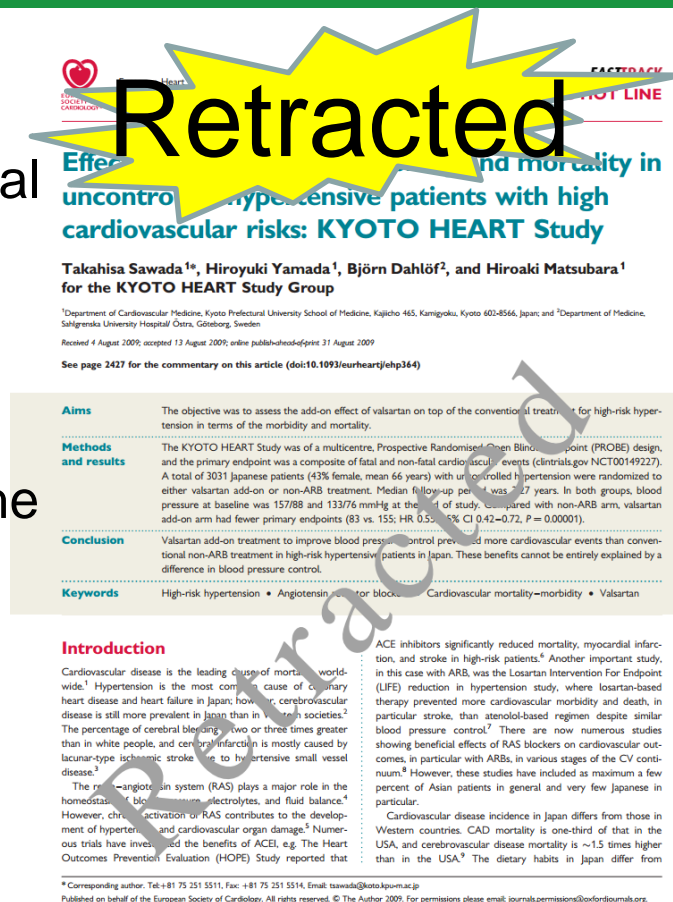 Retracted
FASTTRACK
HOT LINE
Heart
SOCIETY
CARDIOLOGY
al
Effec nd mortality in
uncontro hypertensive patients with high
cardiovascular risks: KYOTO HEART Study
Takahisa Sawada¹*, Hiroyuki Yamada¹, Björn Dahlöf², and Hiroaki Matsubara¹
for the KYOTO HEART Study Group
¹Department of Cardiovascular Medicine, Kyoto Prefectural University School of Medicine, Kajiicho 465, Kamigyoku, Kyoto 602-8566, Japan; and ²Department of Medicine,
Sahlgrenska University Hospital/ Östra, Göteborg, Sweden
Received 4 August 2009; accepted 13 August 2009; online publish-ahead-of-print 31 August 2009
See page 2427 for the commentary on this article (doi:10.1093/eurheartj/ehp364)
Aims
The objective was to assess the add-on effect of valsartan on top of the conventional treatment for high-risk hyper-
tension in terms of the morbidity and mortality.
Methods
and results
The KYOTO HEART Study was of a multicentre, Prospective Randomised Open Blinded Endpoint (PROBE) design,
and the primary endpoint was a composite of fatal and non-fatal cardiovascular events (clintrials.gov NCT00149227).
A total of 3031 Japanese patients (43% female, mean 66 years) with uncontrolled hypertension were randomized to
either valsartan add-on or non-ARB treatment. Median follow-up period was 27 years. In both groups, blood
pressure at baseline was 157/88 and 133/76 mmHg at the end of study. Compared with non-ARB arm, valsartan
add-on arm had fewer primary endpoints (83 vs. 155; HR 0.55, 95% CI 0.42–0.72, P = 0.00001).
ne
Conclusion
Valsartan add-on treatment to improve blood pressure control prevented more cardiovascular events than conven-
tional non-ARB treatment in high-risk hypertensive patients in Japan. These benefits cannot be entirely explained by a
difference in blood pressure control.
Keywords
High-risk hypertension • Angiotensin receptor blocker • Cardiovascular mortality–morbidity • Valsartan
Retracted
Introduction
Cardiovascular disease is the leading cause of mortality world-
wide.¹ Hypertension is the most common cause of coronary
heart disease and heart failure in Japan; however, cerebrovascular
disease is still more prevalent in Japan than in Western societies.²
The percentage of cerebral bleeding is two or three times greater
than in white people, and cerebral infarction is mostly caused by
lacunar-type ischaemic stroke due to hypertensive small vessel
disease.³
The renin–angiotensin system (RAS) plays a major role in the
homeostasis of blood pressure, electrolytes, and fluid balance.⁴
However, chronic activation of RAS contributes to the develop-
ment of hypertension and cardiovascular organ damage.⁵ Numer-
ous trials have investigated the benefits of ACEI, e.g. The Heart
Outcomes Prevention Evaluation (HOPE) Study reported that
ACE inhibitors significantly reduced mortality, myocardial infarc-
tion, and stroke in high-risk patients.⁶ Another important study,
in this case with ARB, was the Losartan Intervention For Endpoint
(LIFE) reduction in hypertension study, where losartan-based
therapy prevented more cardiovascular morbidity and death, in
particular stroke, than atenolol-based regimen despite similar
blood pressure control.⁷ There are now numerous studies
showing beneficial effects of RAS blockers on cardiovascular out-
comes, in particular with ARBs, in various stages of the CV conti-
nuum.⁸ However, these studies have included as maximum a few
percent of Asian patients in general and very few Japanese in
particular.
Cardiovascular disease incidence in Japan differs from those in
Western countries. CAD mortality is one-third of that in the
USA, and cerebrovascular disease mortality is ~1.5 times higher
than in the USA.⁹ The dietary habits in Japan differ from
* Corresponding author. Tel:+81 75 251 5511, Fax: +81 75 251 5514, Email: tsawada@koto.kpu-m.ac.jp
Published on behalf of the European Society of Cardiology. All rights reserved. © The Author 2009. For permissions please email: journals.permissions@oxfordjournals.org.